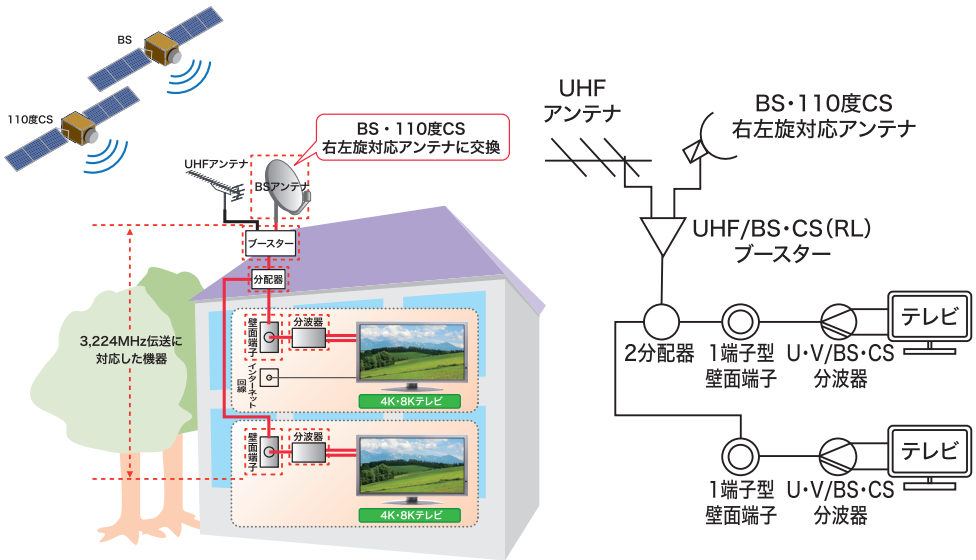 BS
110度CS
BS・110度CS
右左旋対応アンテナに交換
UHFアンテナ
BSアンテナ
ブースター
分配器
3,224MHz伝送に
対応した機器
壁面端子
分波器
インターネット
回線
4K・8Kテレビ
壁面端子
分波器
4K・8Kテレビ
UHF
アンテナ
BS・110度CS
右左旋対応アンテナ
UHF/BS・CS(RL)
ブースター
2分配器
1端子型
壁面端子
U・V/BS・CS
分波器
テレビ
1端子型
壁面端子
U・V/BS・CS
分波器
テレビ